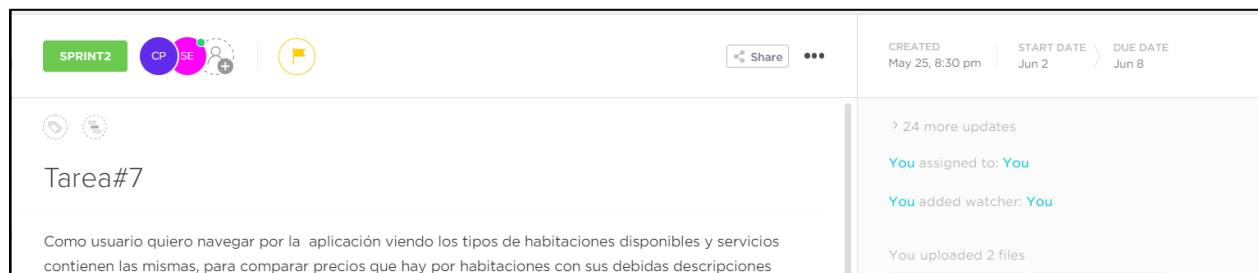 SPRINT2
CP
SE
Share
CREATED
May 25, 8:30 pm
START DATE
Jun 2
DUE DATE
Jun 8
Tarea#7
Como usuario quiero navegar por la aplicación viendo los tipos de habitaciones disponibles y servicios
contienen las mismas, para comparar precios que hay por habitaciones con sus debidas descripciones
24 more updates
You assigned to: You
You added watcher: You
You uploaded 2 files